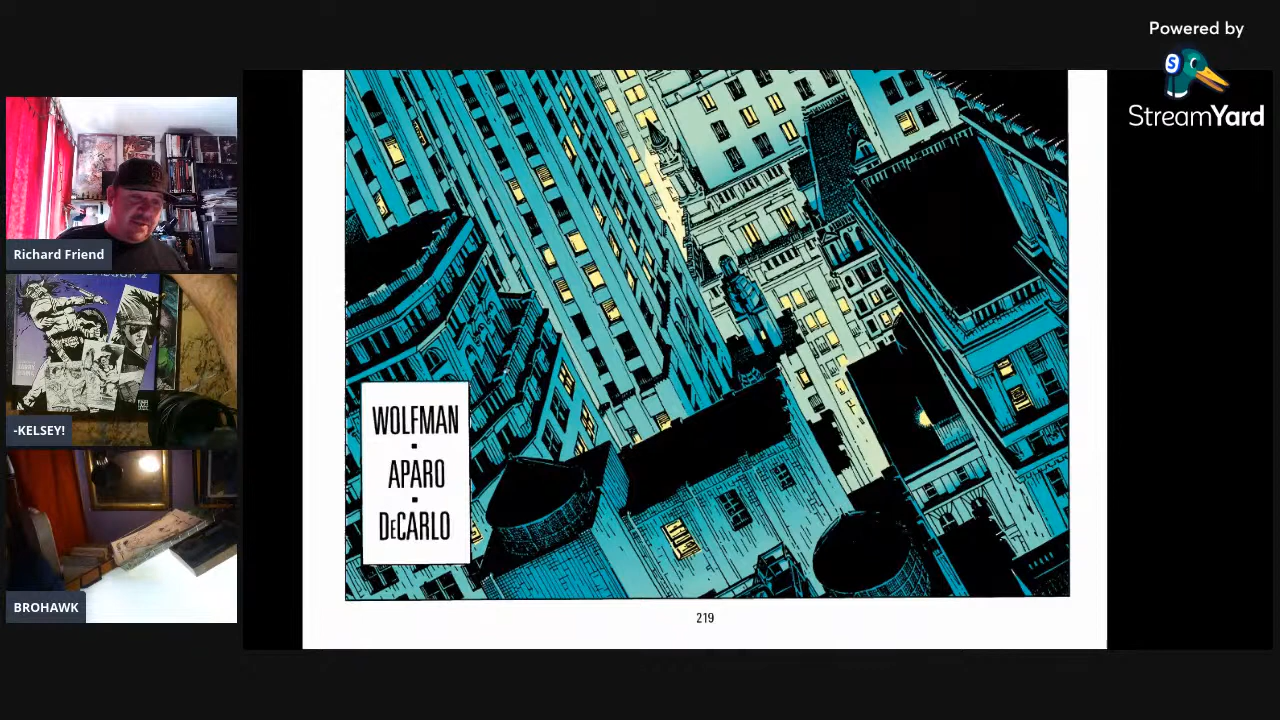 Powered by
StreamYard
Richard Friend
-KELSEY!
BROHAWK
WOLFMAN
APARO
DeCARLO
219